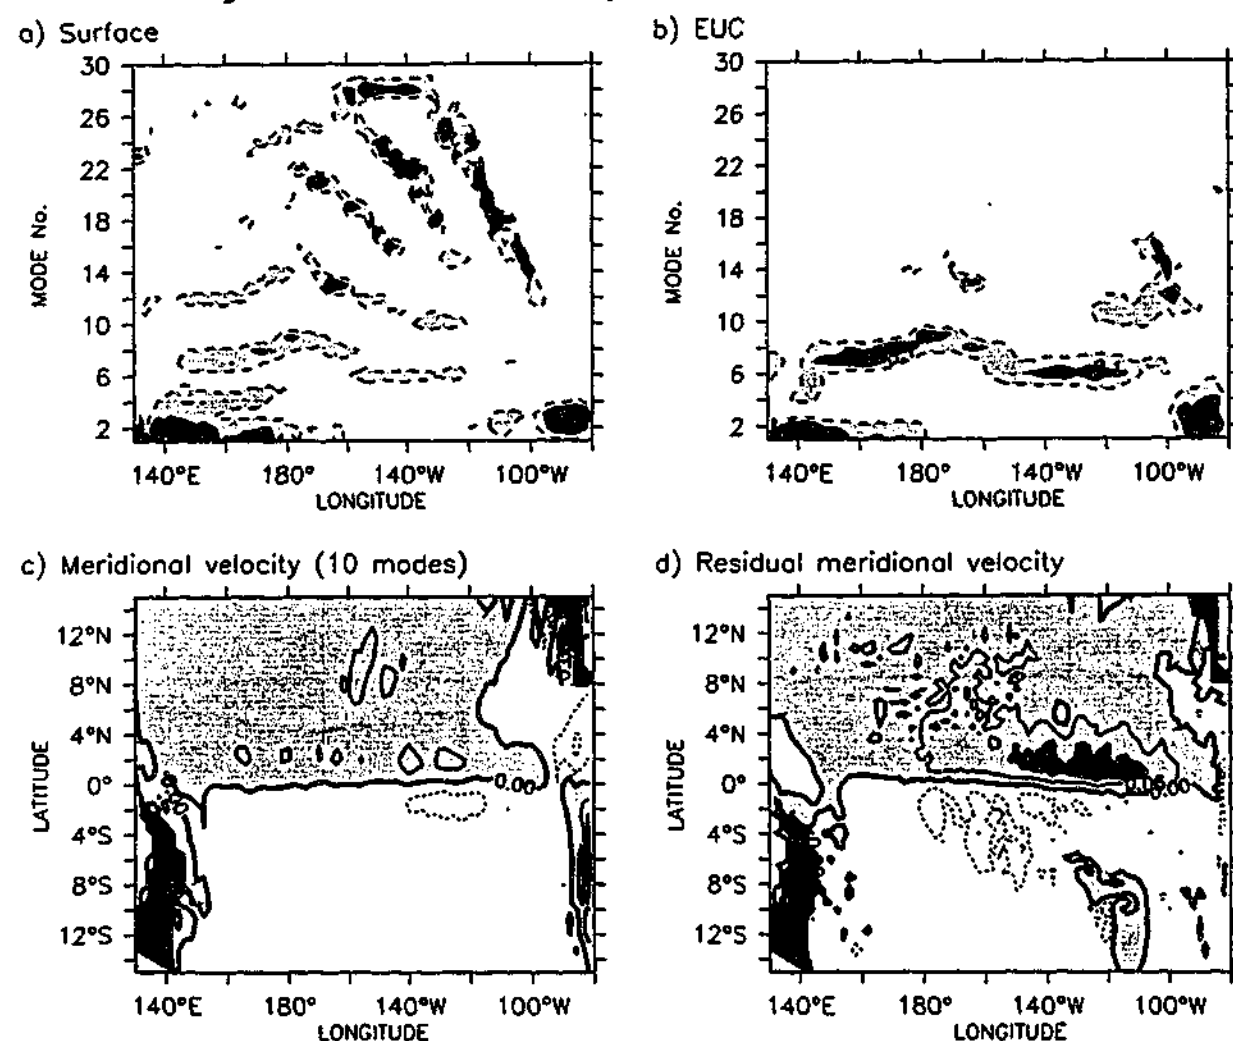 a) Surface
30
26
22
18
14
10
6
2
MODE No.
140°E 180° 140°W 100°W
LONGITUDE
b) EUC
30
26
22
18
14
10
6
2
MODE No.
140°E 180° 140°W 100°W
LONGITUDE
c) Meridional velocity (10 modes)
12°N
8°N
4°N
0°
4°S
8°S
12°S
LATITUDE
0.00
140°E 180° 140°W 100°W
LONGITUDE
d) Residual meridional velocity
12°N
8°N
4°N
0°
4°S
8°S
12°S
LATITUDE
140°E 180° 140°W 100°W
LONGITUDE